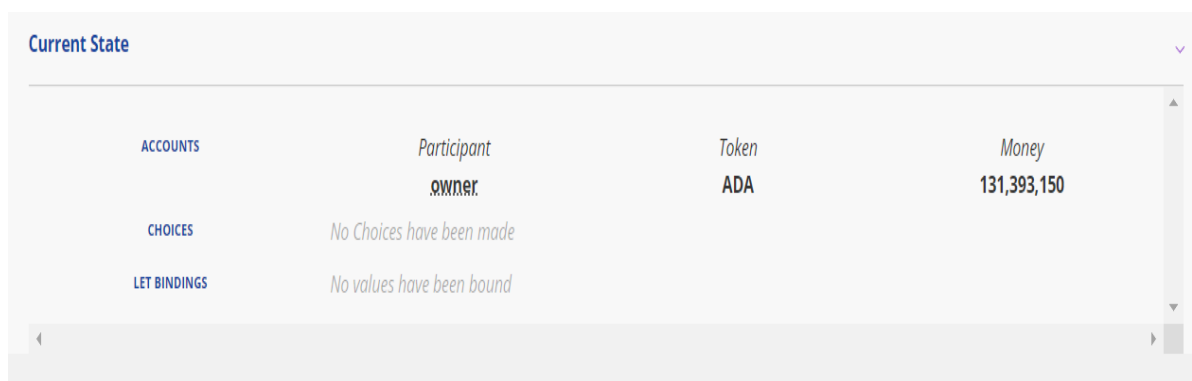 Current State
ACCOUNTS Participant Token Money
owner ADA 131,393,150
CHOICES No Choices have been made
LET BINDINGS No values have been bound